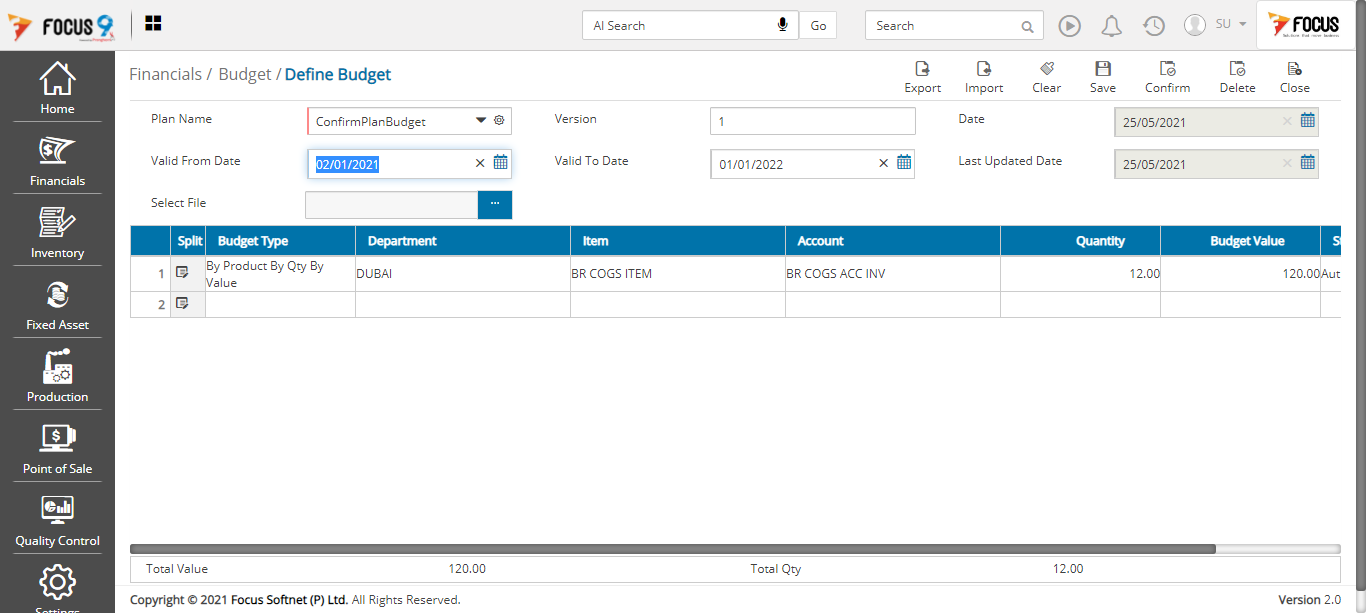 FOCUS 9
AI Search Go Search SU FOCUS
Financials / Budget / Define Budget
Export Import Clear Save Confirm Delete Close
Home
Financials
Inventory
Fixed Asset
Production
Point of Sale
Quality Control
Settings
Plan Name ConfirmPlanBudget Version 1 Date 25/05/2021
Valid From Date 02/01/2021 Valid To Date 01/01/2022 Last Updated Date 25/05/2021
Select File ...
Split Budget Type Department Item Account Quantity Budget Value
1 By Product By Qty By DUBAI BR COGS ITEM BR COGS ACC INV 12.00 120.00 Aut
Value
2
Total Value 120.00 Total Qty 12.00
Copyright © 2021 Focus Softnet (P) Ltd. All Rights Reserved. Version 2.0